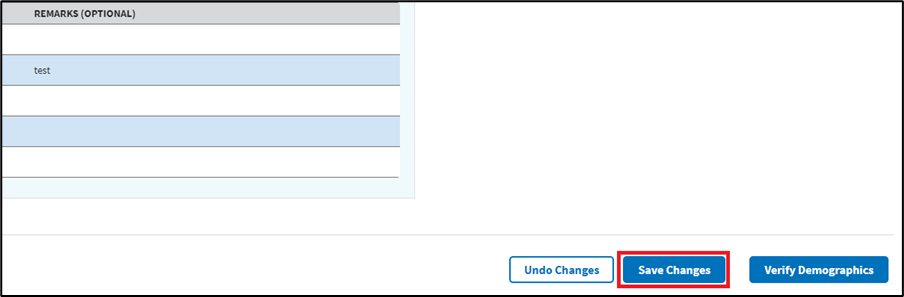 REMARKS (OPTIONAL)
test
Undo Changes Save Changes Verify Demographics